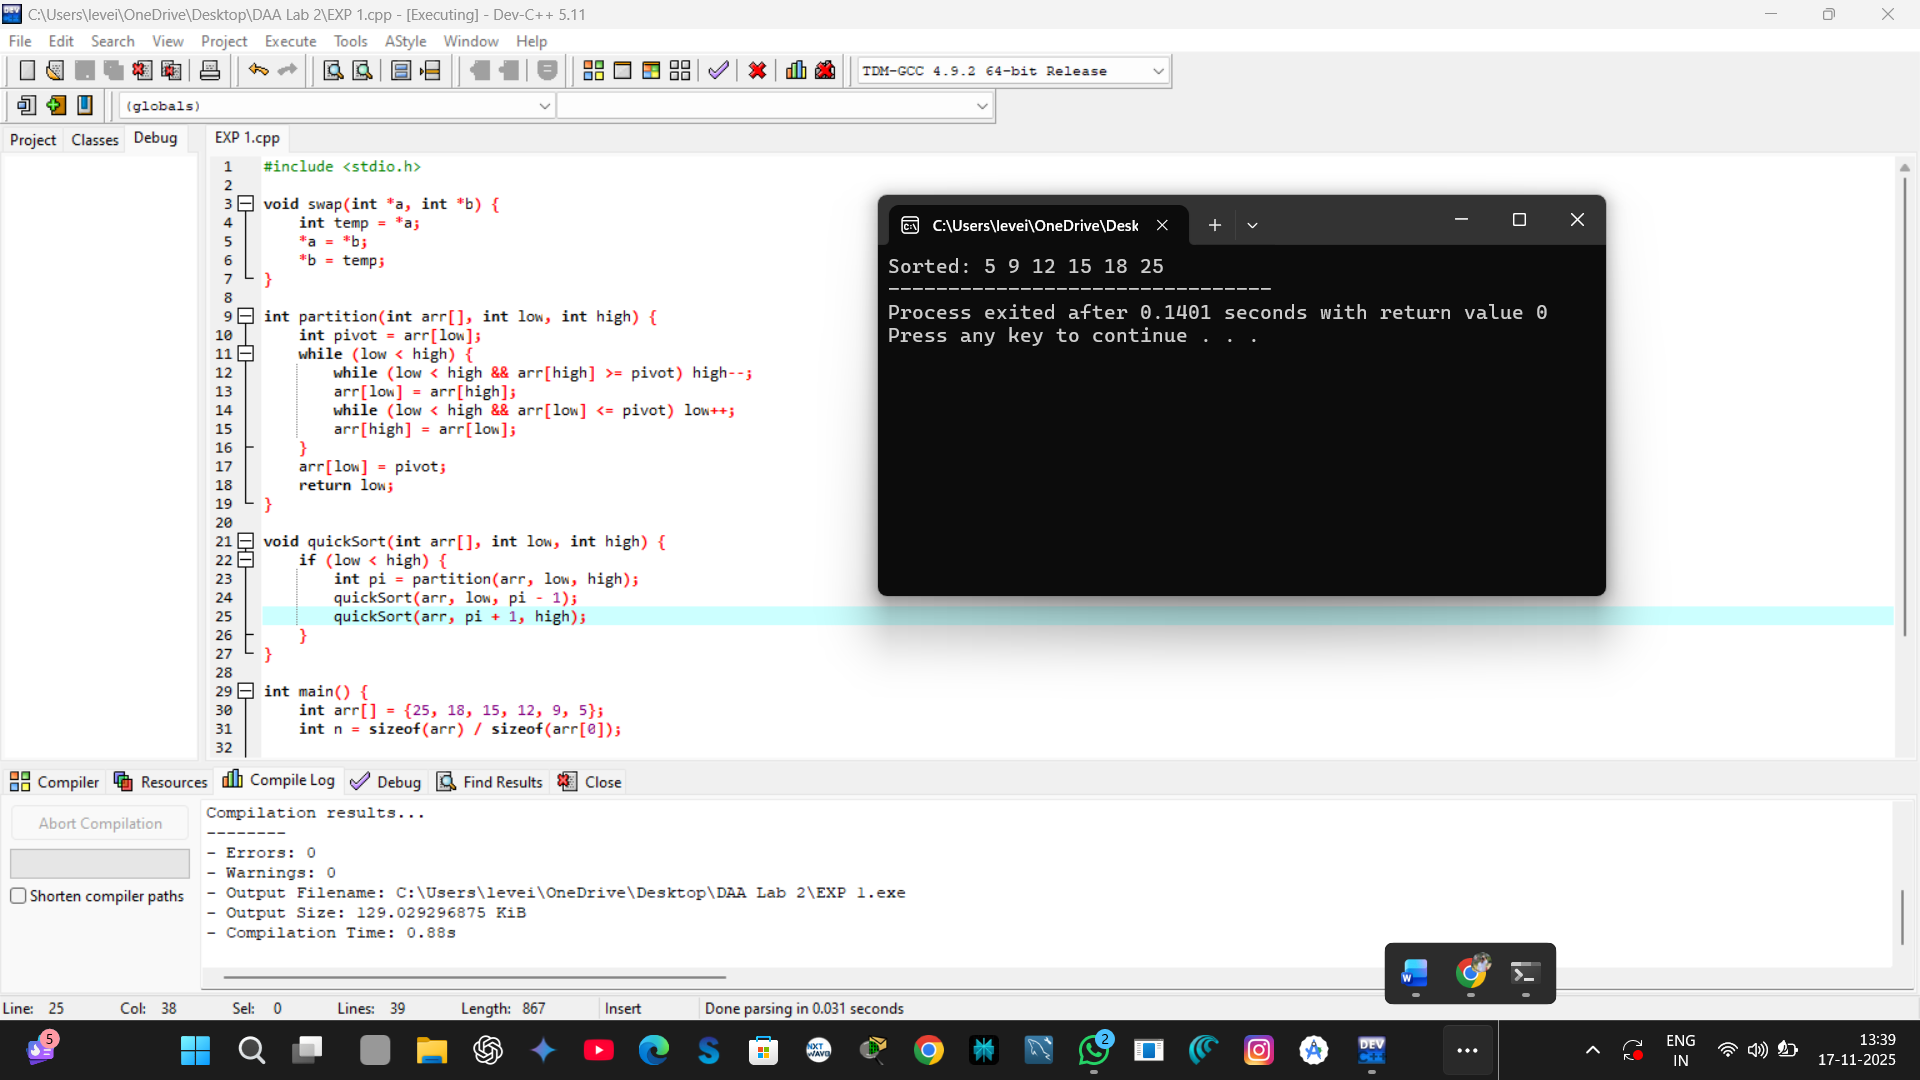 C:\Users\levei\OneDrive\Desktop\DAA Lab 2\EXP 1.cpp - [Executing] - Dev-C++ 5.11
File Edit Search View Project Execute Tools AStyle Window Help
TDM-GCC 4.9.2 64-bit Release
(globals)
Project Classes Debug EXP 1.cpp
1 #include <stdio.h>
2
3 void swap(int *a, int *b) {
4 int temp = *a;
5 *a = *b;
6 *b = temp;
7 }
8
9 int partition(int arr[], int low, int high) {
10 int pivot = arr[low];
11 while (low < high) {
12 while (low < high && arr[high] >= pivot) high--;
13 arr[low] = arr[high];
14 while (low < high && arr[low] <= pivot) low++;
15 arr[high] = arr[low];
16 }
17 arr[low] = pivot;
18 return low;
19 }
20
21 void quickSort(int arr[], int low, int high) {
22 if (low < high) {
23 int pi = partition(arr, low, high);
24 quickSort(arr, low, pi - 1);
25 quickSort(arr, pi + 1, high);
26 }
27 }
28
29 int main() {
30 int arr[] = {25, 18, 15, 12, 9, 5};
31 int n = sizeof(arr) / sizeof(arr[0]);
32
C:\Users\levei\OneDrive\Desk
Sorted: 5 9 12 15 18 25
--------------------------------
Process exited after 0.1401 seconds with return value 0
Press any key to continue . . .
Compiler Resources Compile Log Debug Find Results Close
Abort Compilation
Shorten compiler paths
Compilation results...
--------
- Errors: 0
- Warnings: 0
- Output Filename: C:\Users\levei\OneDrive\Desktop\DAA Lab 2\EXP 1.exe
- Output Size: 129.029296875 KiB
- Compilation Time: 0.88s
Line: 25 Col: 38 Sel: 0 Lines: 39 Length: 867 Insert Done parsing in 0.031 seconds
5
NXT WAVE
2
DEV C++
ENG
IN
13:39
17-11-2025